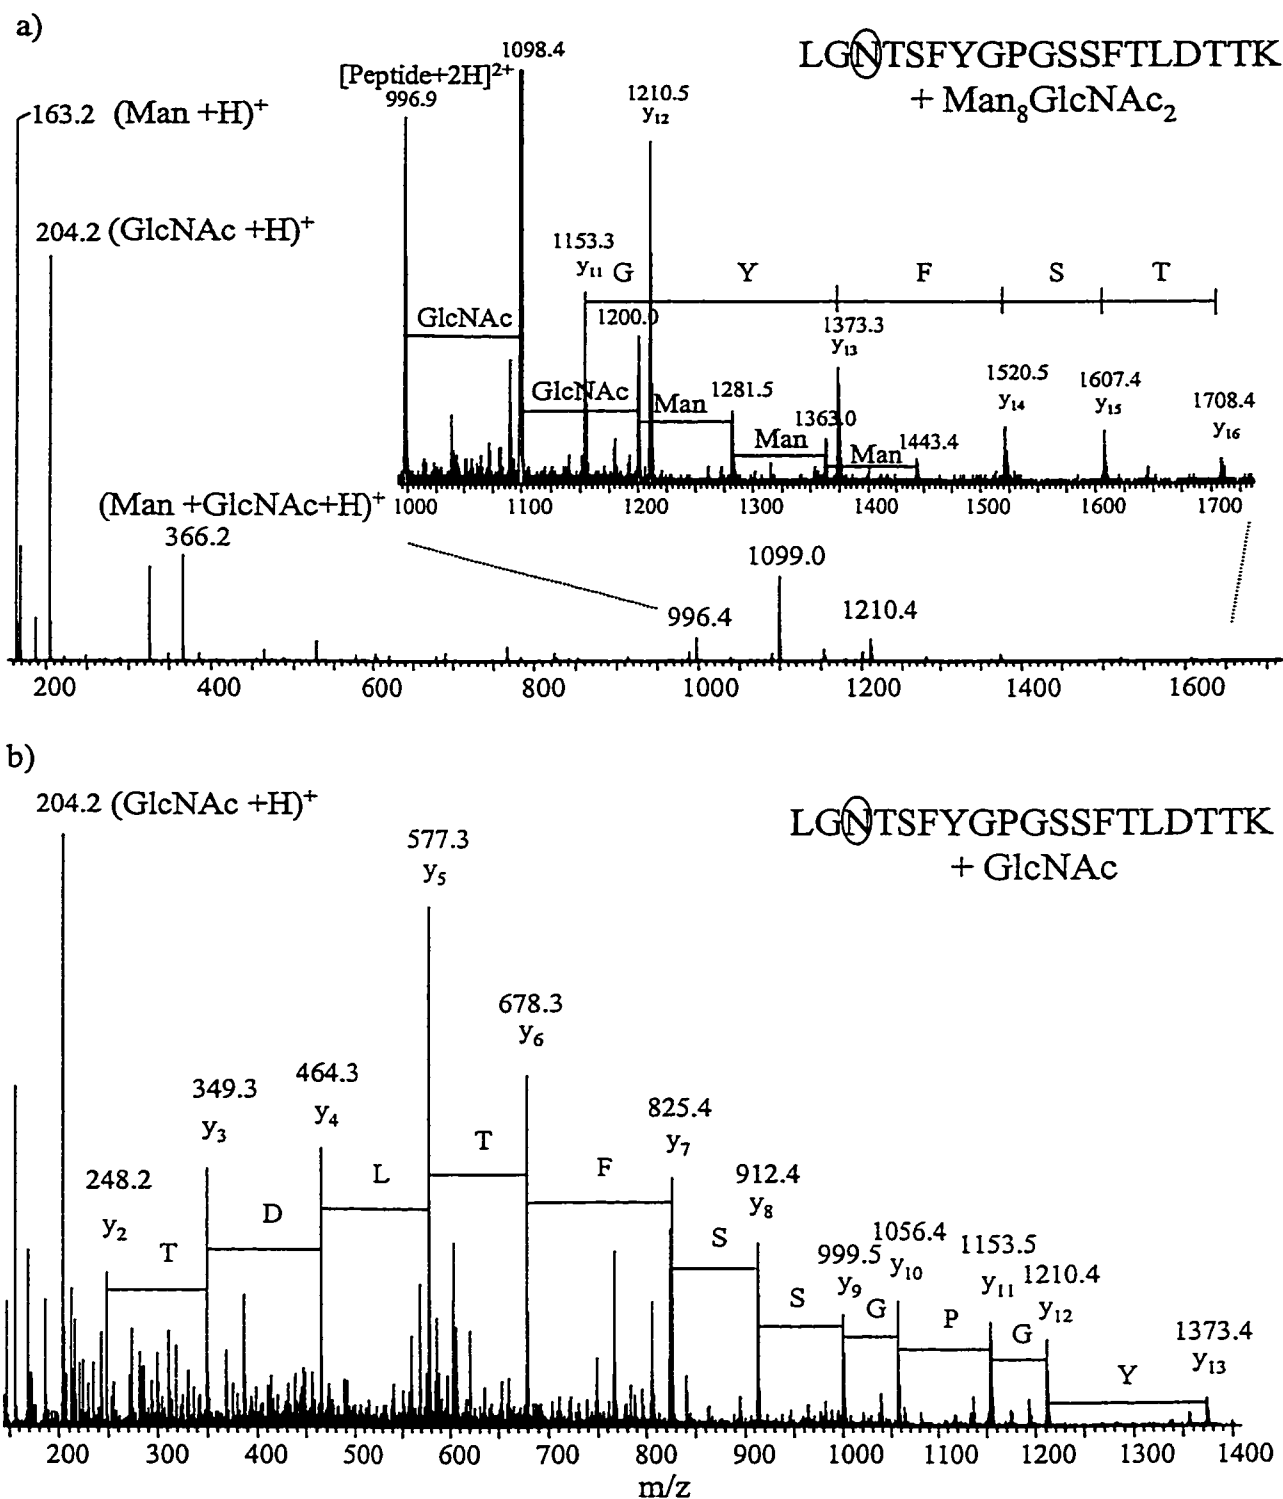 a)
LGNTSFYGPGSSFTLDTTK
+ Man₈GlcNAc₂
163.2 (Man +H)⁺
204.2 (GlcNAc +H)⁺
(Man +GlcNAc+H)⁺
366.2
[Peptide+2H]²⁺
996.9
1098.4
1210.5
y₁₂
1153.3
y₁₁
G Y F S T
GlcNAc
1200.0
1373.3
y₁₃
GlcNAc
Man
1281.5
Man
1363.0
Man
1443.4
1520.5
y₁₄
1607.4
y₁₅
1708.4
y₁₆
1000 1100 1200 1300 1400 1500 1600 1700
996.4
1099.0
1210.4
200 400 600 800 1000 1200 1400 1600
b)
204.2 (GlcNAc +H)⁺
LGNTSFYGPGSSFTLDTTK
+ GlcNAc
248.2
y₂
349.3
y₃
464.3
y₄
577.3
y₅
678.3
y₆
825.4
y₇
912.4
y₈
999.5
y₉
1056.4
y₁₀
1153.5
y₁₁
1210.4
y₁₂
1373.4
y₁₃
T D L T F S S G P G Y
200 300 400 500 600 700 800 900 1000 1100 1200 1300 1400
m/z